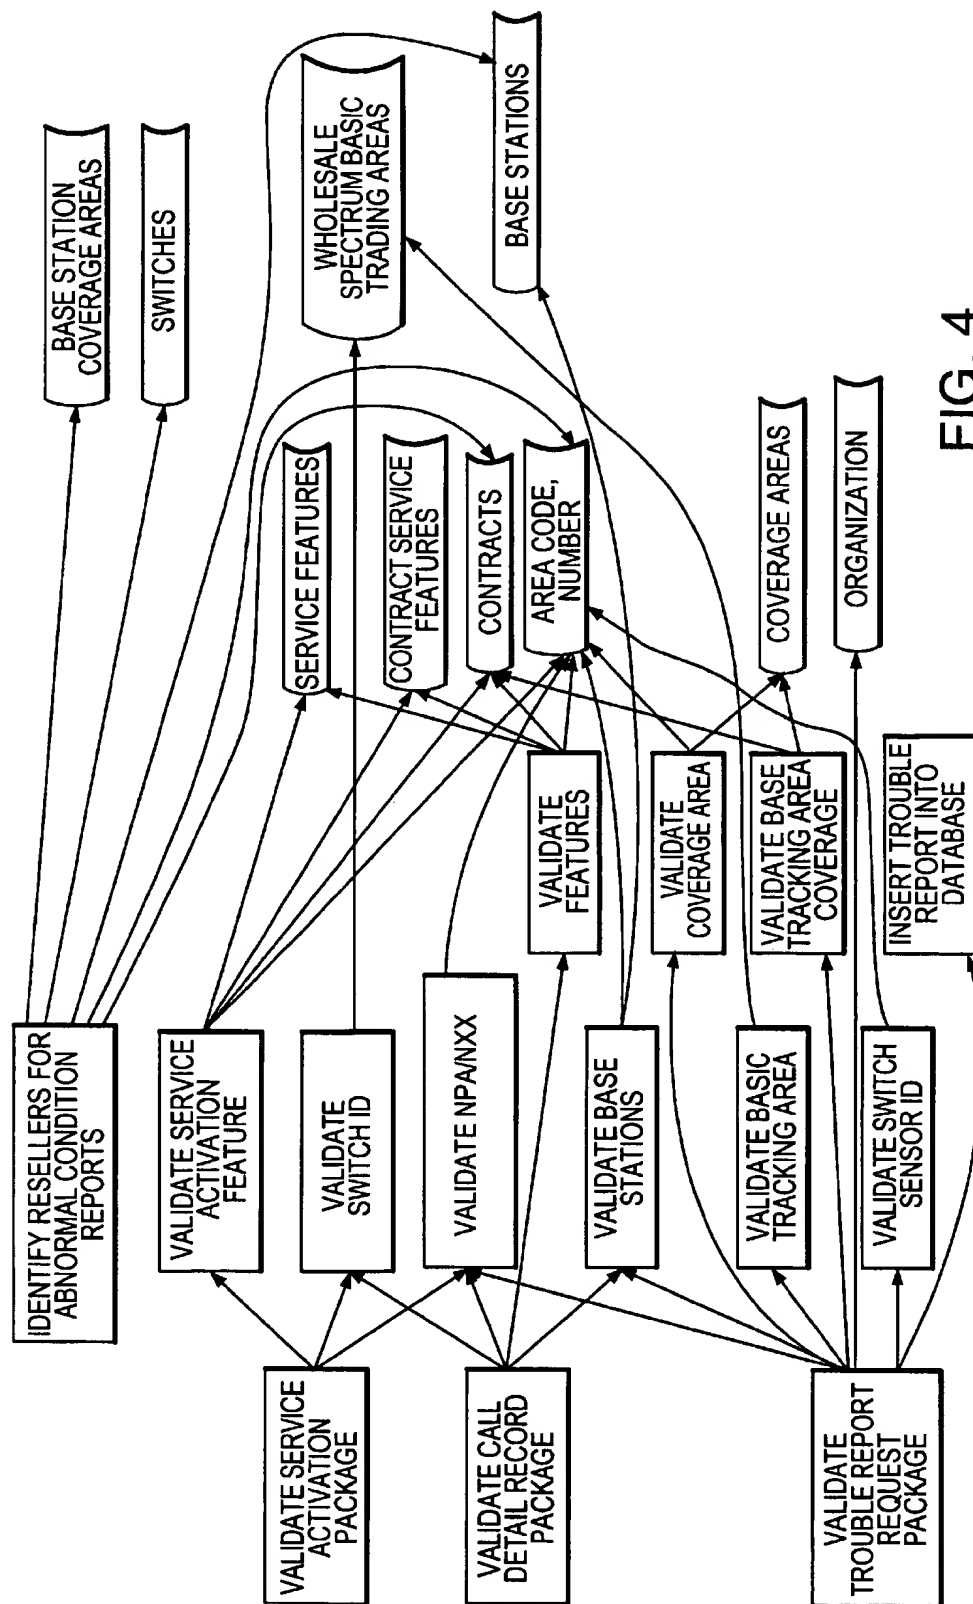 IDENTIFY RESELLERS FOR
ABNORMAL CONDITION
REPORTS
BASE STATION
COVERAGE AREAS
SWITCHES
VALIDATE SERVICE
ACTIVATION
FEATURE
VALIDATE SERVICE
ACTIVATION
PACKAGE
VALIDATE
SWITCH ID
SERVICE FEATURES
WHOLESALE
SPECTRUM BASIC
TRADING AREAS
CONTRACT SERVICE
FEATURES
VALIDATE CALL
DETAIL RECORD
PACKAGE
VALIDATE NPA/NXX
CONTRACTS
BASE STATIONS
VALIDATE
FEATURES
AREA CODE,
NUMBER
VALIDATE BASE
STATIONS
VALIDATE
COVERAGE AREA
COVERAGE AREAS
VALIDATE BASIC
TRACKING AREA
VALIDATE BASE
TRACKING AREA
COVERAGE
ORGANIZATION
VALIDATE
TROUBLE REPORT
REQUEST
PACKAGE
VALIDATE SWITCH
SENSOR ID
INSERT TROUBLE
REPORT INTO
DATABASE
FIG. 4